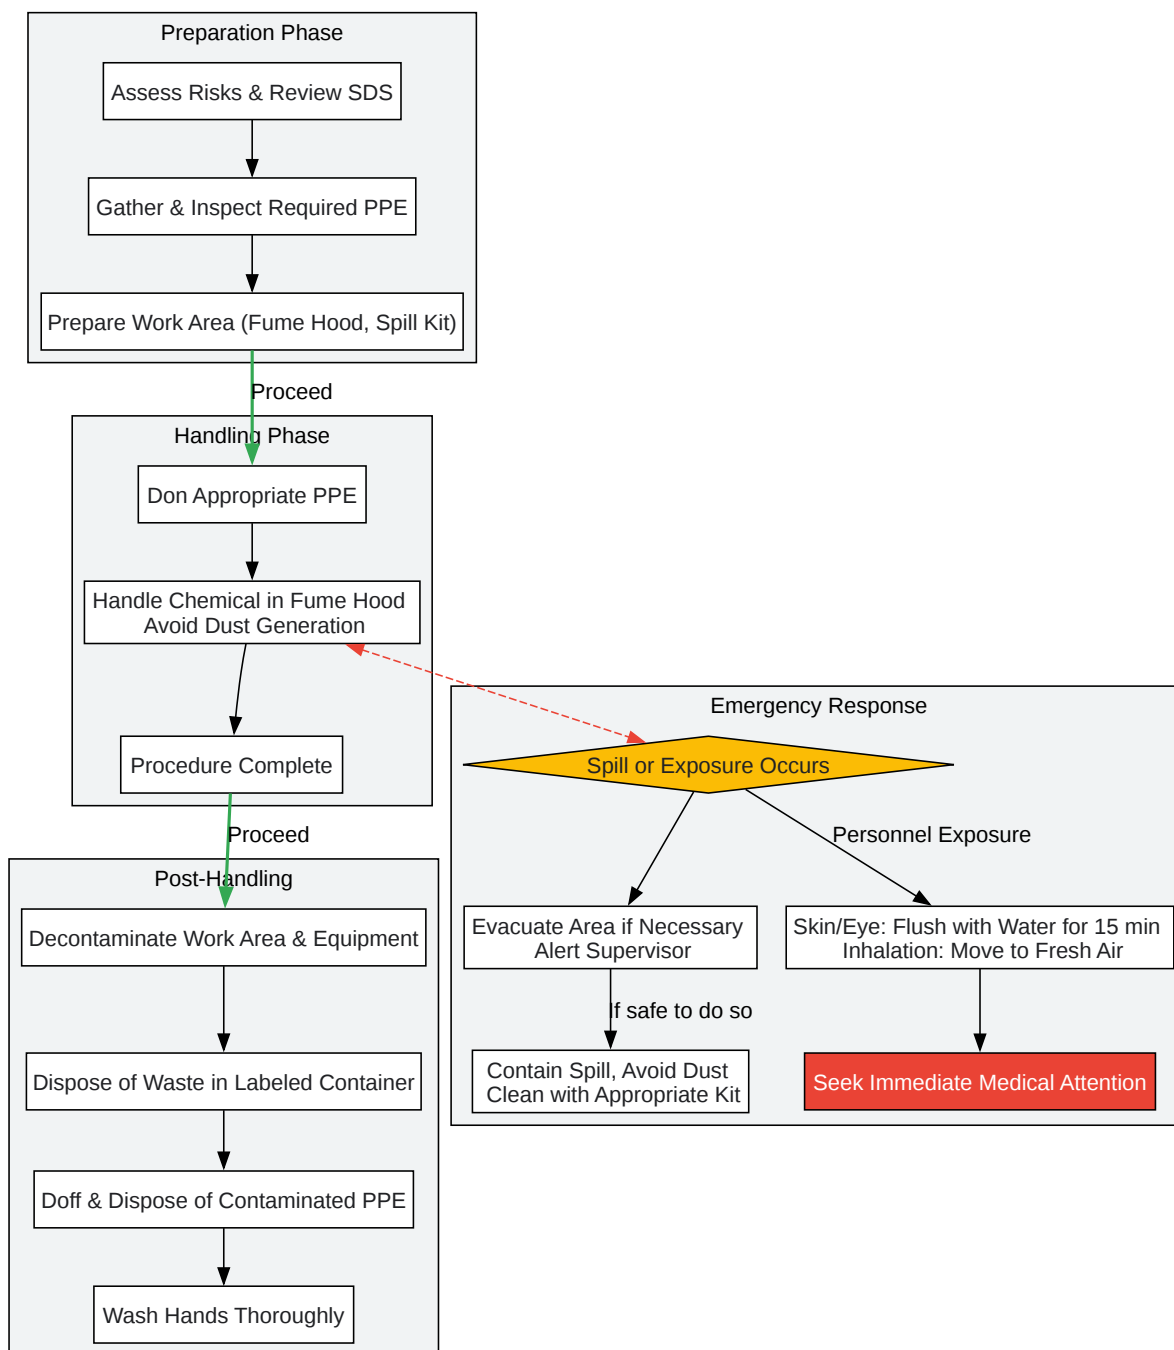 Preparation Phase
Assess Risks & Review SDS
Gather & Inspect Required PPE
Prepare Work Area (Fume Hood, Spill Kit)
Proceed
Handling Phase
Don Appropriate PPE
Handle Chemical in Fume Hood
Avoid Dust Generation
Procedure Complete
Proceed
Post-Handling
Decontaminate Work Area & Equipment
Dispose of Waste in Labeled Container
Doff & Dispose of Contaminated PPE
Wash Hands Thoroughly
Emergency Response
Spill or Exposure Occurs
Personnel Exposure
Evacuate Area if Necessary
Alert Supervisor
If safe to do so
Contain Spill, Avoid Dust
Clean with Appropriate Kit
Skin/Eye: Flush with Water for 15 min
Inhalation: Move to Fresh Air
Seek Immediate Medical Attention